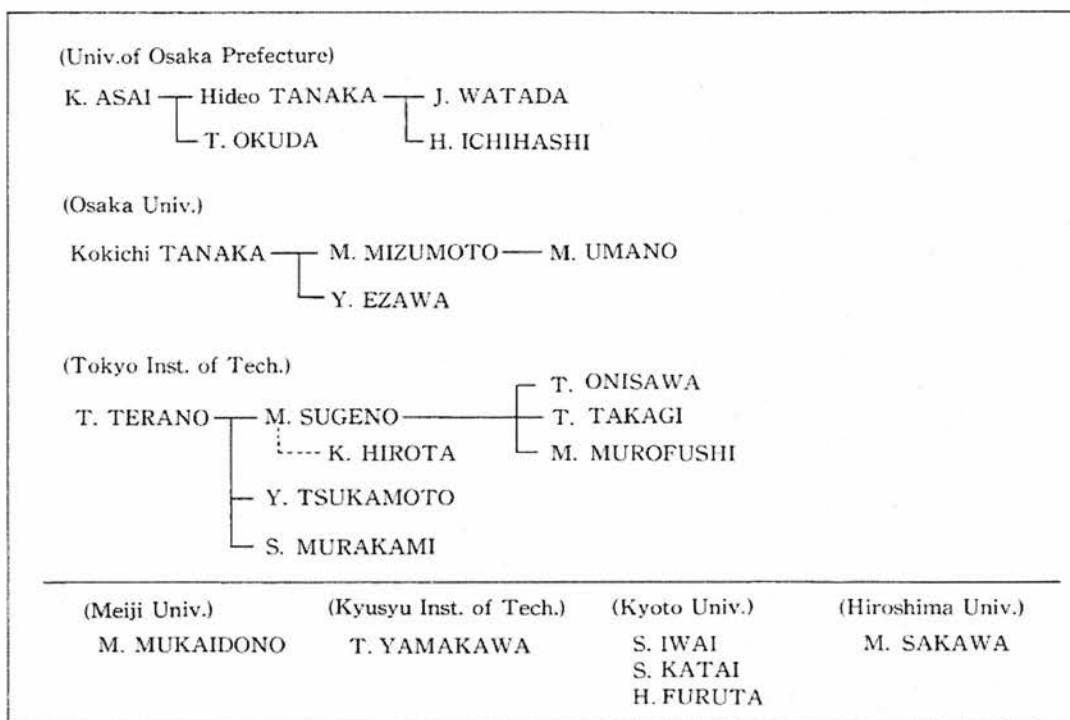 (Univ.of Osaka Prefecture)
K. ASAI Hideo TANAKA J. WATADA
T. OKUDA H. ICHIHASHI
(Osaka Univ.)
Kokichi TANAKA M. MIZUMOTO M. UMANO
Y. EZAWA
(Tokyo Inst. of Tech.)
T. ONISAWA
T. TERANO M. SUGENO T. TAKAGI
K. HIROTA M. MUROFUSHI
Y. TSUKAMOTO
S. MURAKAMI
(Meiji Univ.) (Kyusyu Inst. of Tech.) (Kyoto Univ.) (Hiroshima Univ.)
M. MUKAIDONO T. YAMAKAWA S. IWAI M. SAKAWA
S. KATAI
H. FURUTA